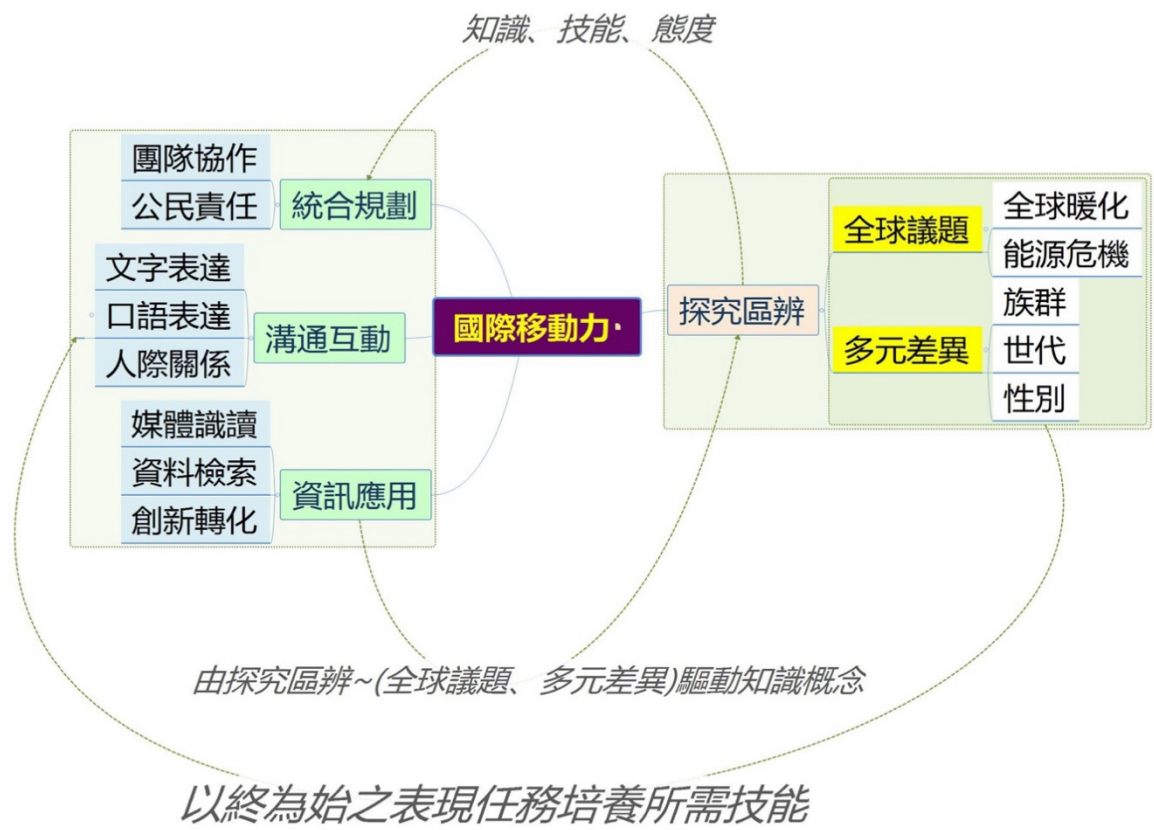 知識、技能、態度
團隊協作
公民責任
統合規劃
文字表達
口語表達
人際關係
溝通互動
媒體識讀
資料檢索
創新轉化
資訊應用
國際移動力·
探究區辨
全球議題
全球暖化
能源危機
多元差異
族群
世代
性別
由探究區辨~(全球議題、多元差異)驅動知識概念
以終為始之表現任務培養所需技能